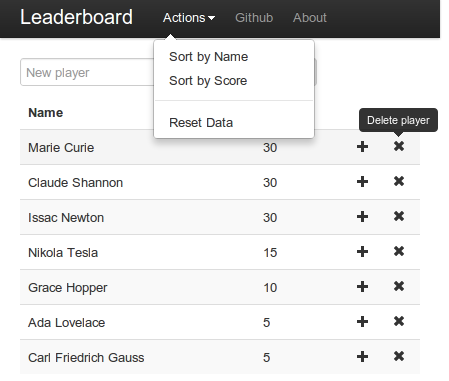 Leaderboard Actions Github About
Sort by Name
New player
Sort by Score
Name
Reset Data
Delete player
Marie Curie 30
Claude Shannon 30
Issac Newton 30
Nikola Tesla 15
Grace Hopper 10
Ada Lovelace 5
Carl Friedrich Gauss 5